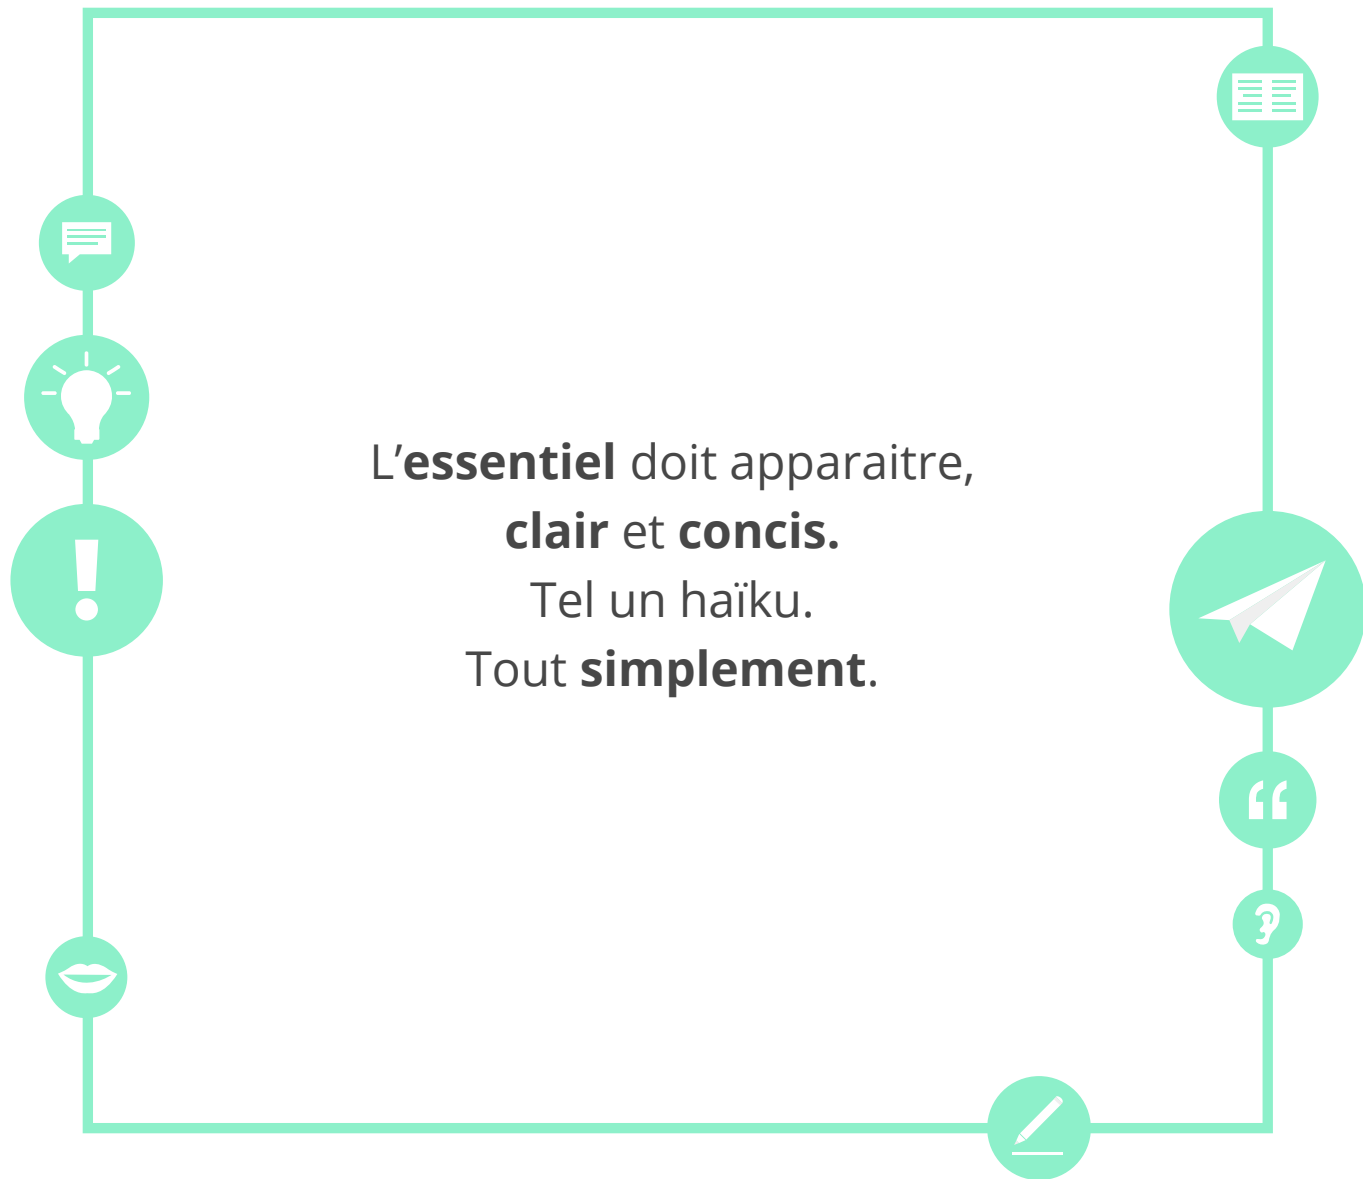 L’essentiel doit apparaitre,
clair et concis.
Tel un haïku.
Tout simplement.